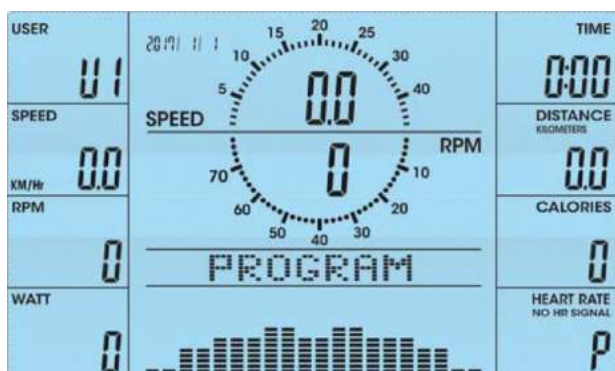 USER
U1
SPEED
KM/Hr 0.0
RPM
0
WATT
0
2017/ 1/ 1
5 10 15 20 25 30 40
0.0
SPEED
RPM
0
70 60 50 40 30 20 10
PROGRAM
TIME
0:00
DISTANCE
KILOMETERS
0.0
CALORIES
0
HEART RATE
NO HR SIGNAL
P